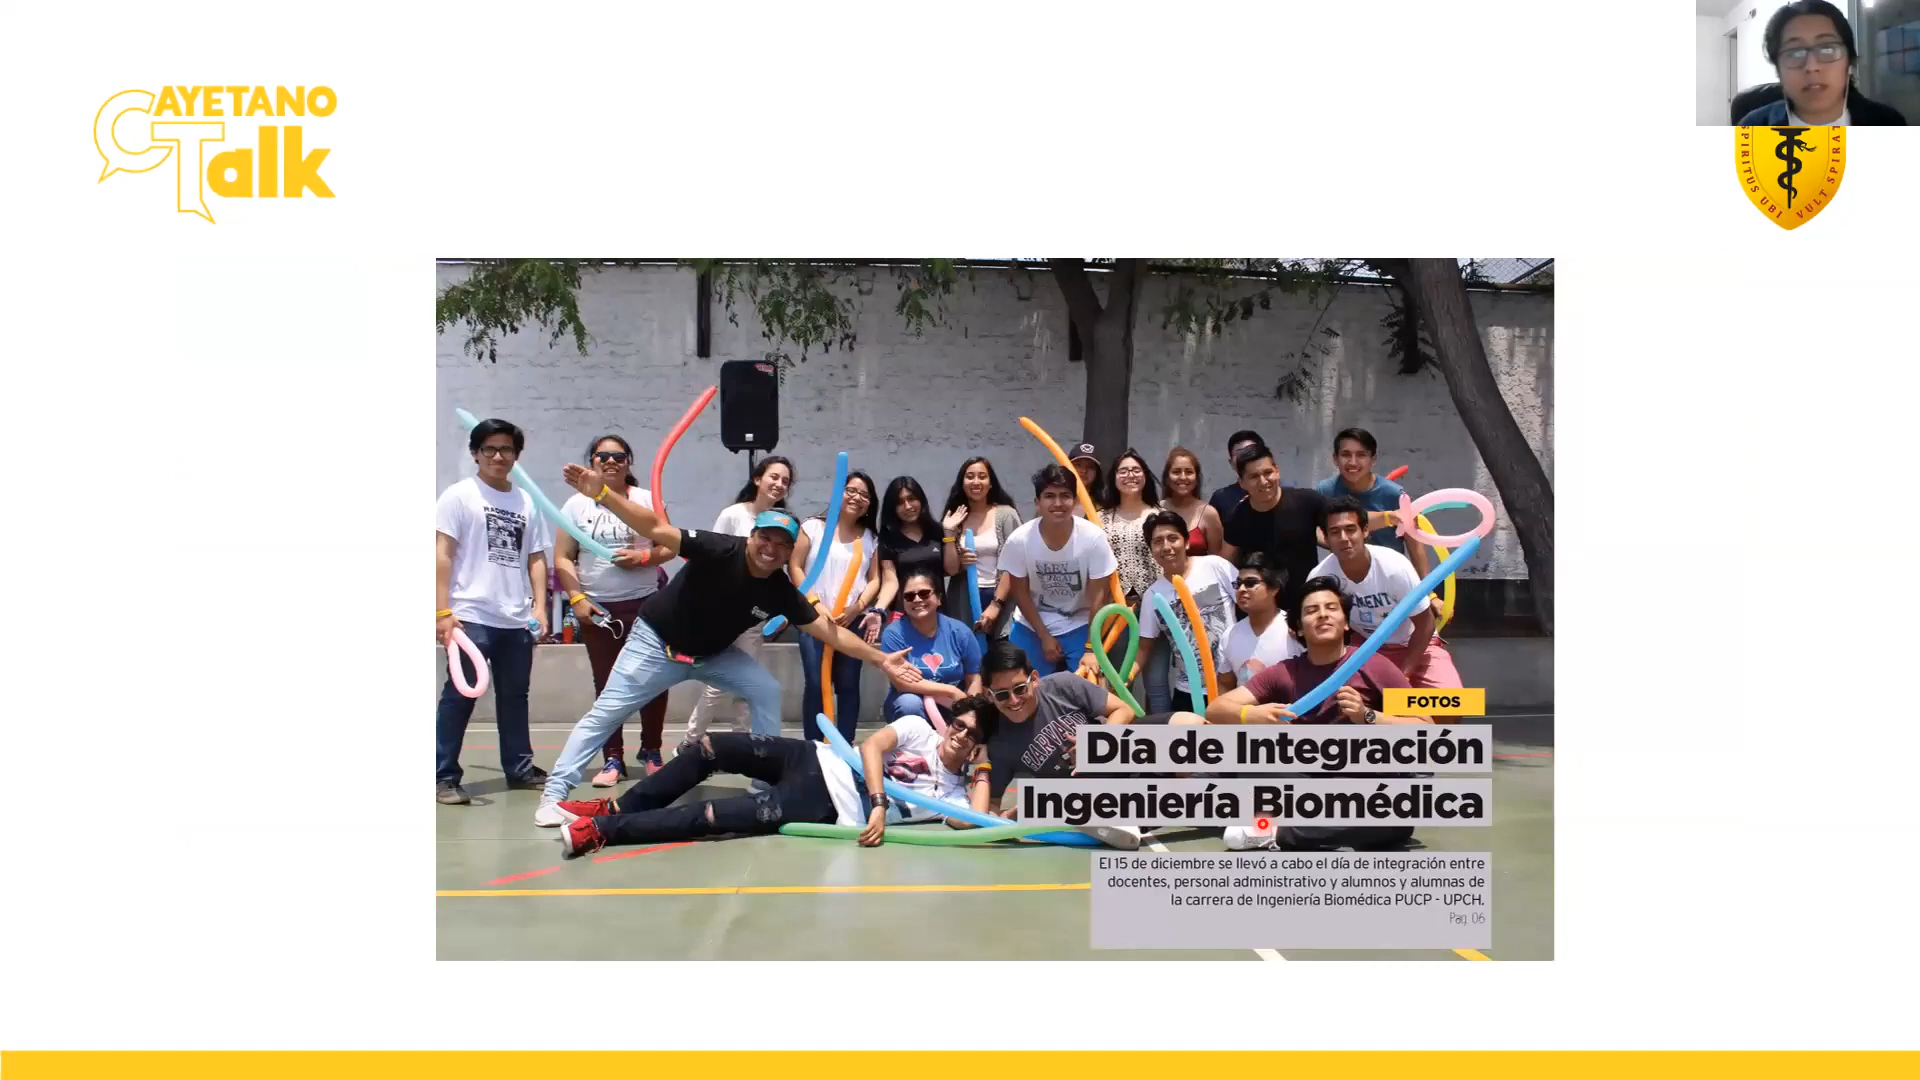 CAYETANO
Talk
SPIRITUS UBI VULT SPIRAT
RADIOHEAD
HARVARD
FOTOS
Día de Integración
Ingeniería Biomédica
El 15 de diciembre se llevó a cabo el día de integración entre
docentes, personal administrativo y alumnos y alumnas de
la carrera de Ingeniería Biomédica PUCP - UPCH.
Pag 06